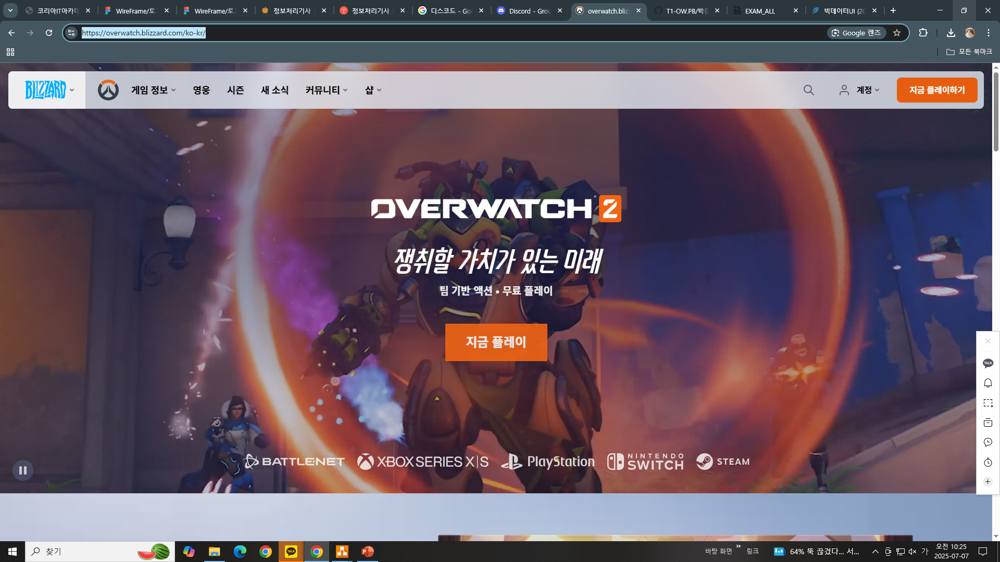 코리아IT아카데
WireFrame/로그
WireFrame/로그
정보처리기사
정보처리기사
디스코드 - Goo
Discord - Grou
overwatch.bliz
T1-OW.PB/박준
EXAM_ALL
빅데이터UI (20
https://overwatch.blizzard.com/ko-kr/
Google 렌즈
모든 북마크
BLIZZARD
게임 정보
영웅
시즌
새 소식
커뮤니티
샵
계정
지금 플레이하기
OVERWATCH 2
쟁취할 가치가 있는 미래
팀 기반 액션 • 무료 플레이
지금 플레이
BATTLE.NET
XBOX SERIES X|S
PlayStation
NINTENDO SWITCH
STEAM
TALK
찾기
TALK
바탕 화면
링크
64% 뚝 끊겼다... 서...
가
오전 10:25
2025-07-07